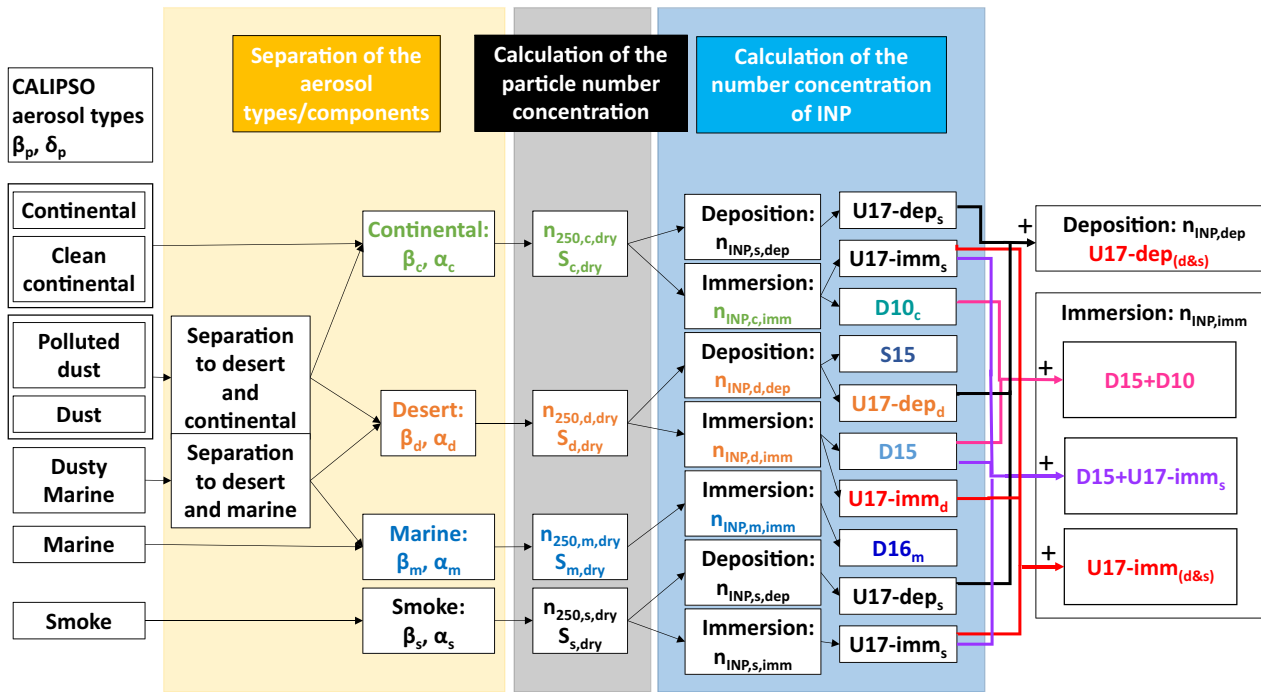 CALIPSO
aerosol types
βp, δp
Continental
Clean
continental
Polluted
dust
Dust
Dusty
Marine
Marine
Smoke
Separation of the
aerosol
types/components
Separation
to desert
and
continental
Separation
to desert
and marine
Continental:
βc, αc
Desert:
βd, αd
Marine:
βm, αm
Smoke:
βs, αs
Calculation of the
particle number
concentration
n250,c,dry
Sc,dry
n250,d,dry
Sd,dry
n250,m,dry
Sm,dry
n250,s,dry
Ss,dry
Calculation of the
number concentration
of INP
Deposition:
nINP,s,dep
Immersion:
nINP,c,imm
Deposition:
nINP,d,dep
Immersion:
nINP,d,imm
Immersion:
nINP,m,imm
Deposition:
nINP,s,dep
Immersion:
nINP,s,imm
U17-deps
U17-imms
D10c
S15
U17-depd
D15
U17-immd
D16m
U17-deps
U17-imms
+
Deposition: nINP,dep
U17-dep(d&s)
Immersion: nINP,imm
+
D15+D10
+
D15+U17-imms
+
U17-imm(d&s)